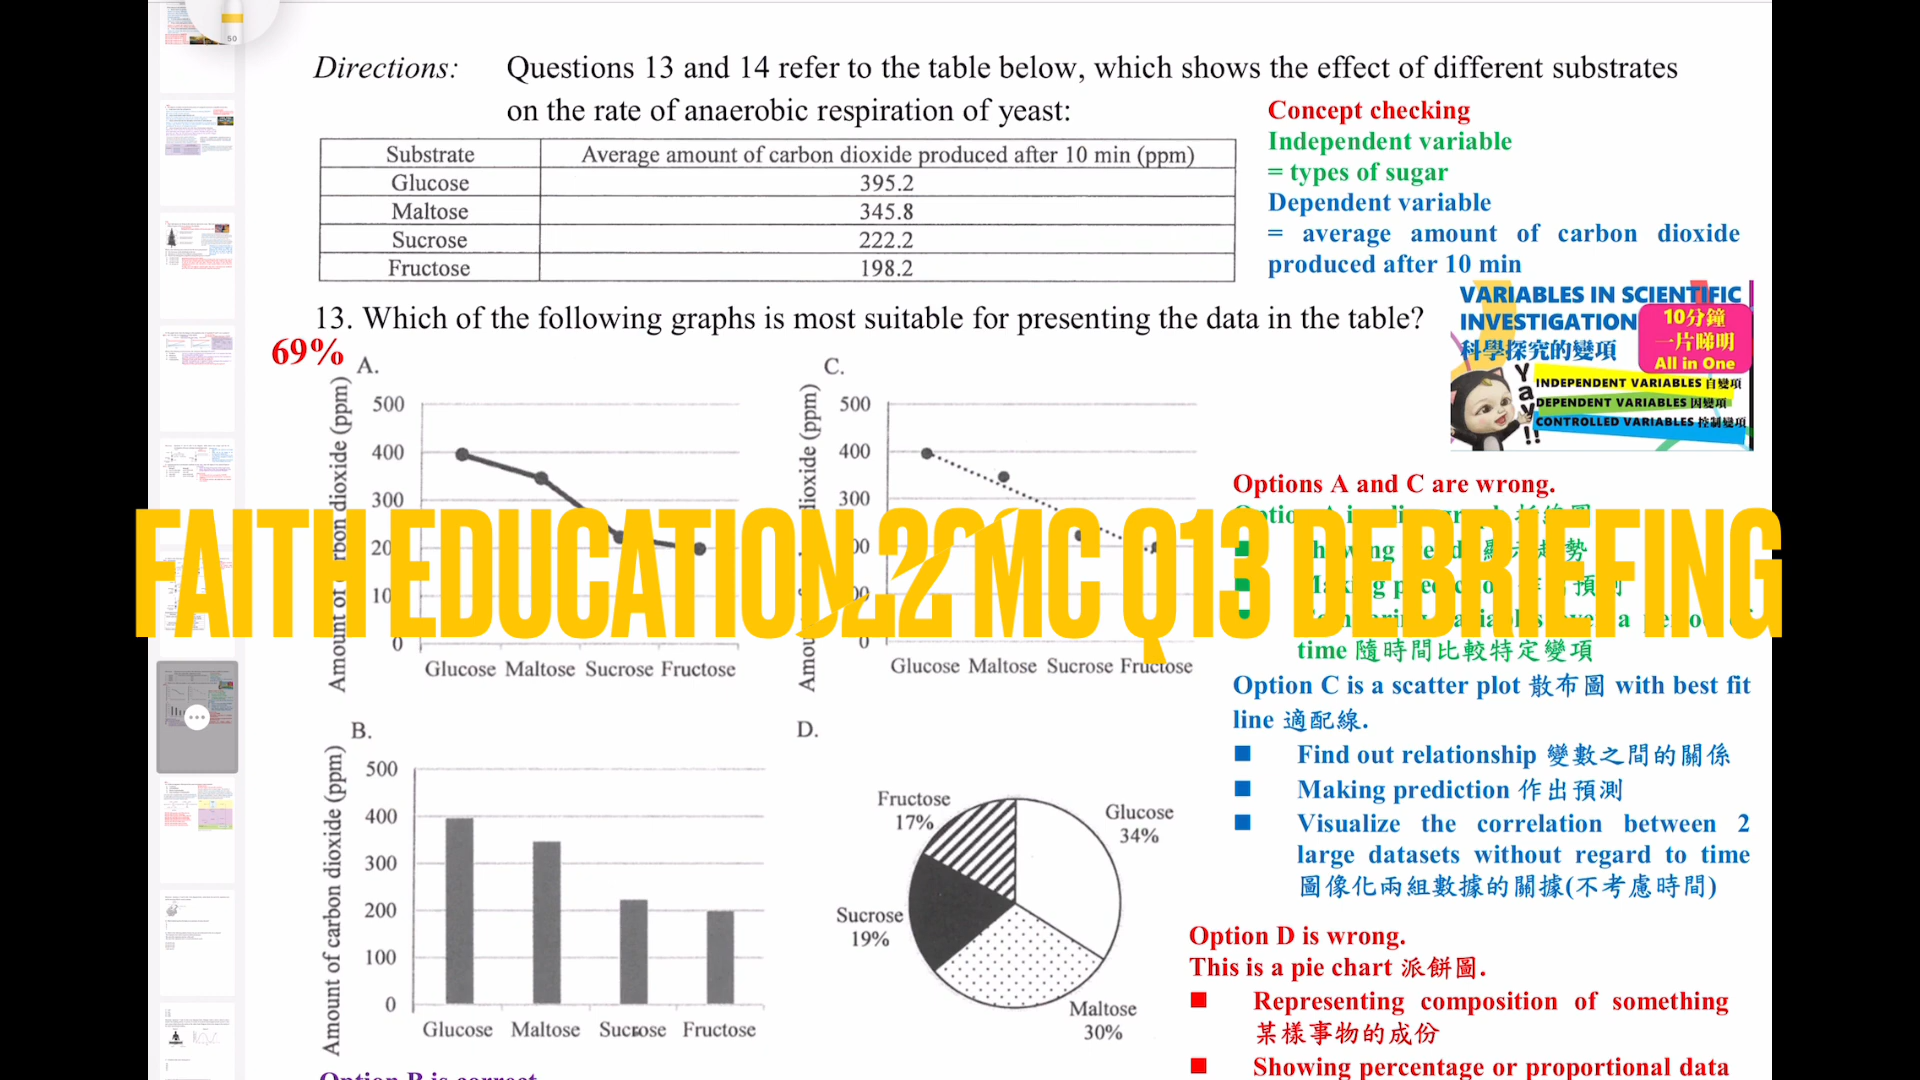 50
Directions: Questions 13 and 14 refer to the table below, which shows the effect of different substrates
on the rate of anaerobic respiration of yeast:
Substrate Average amount of carbon dioxide produced after 10 min (ppm)
Glucose 395.2
Maltose 345.8
Sucrose 222.2
Fructose 198.2
Concept checking
Independent variable
= types of sugar
Dependent variable
= average amount of carbon dioxide
produced after 10 min
13. Which of the following graphs is most suitable for presenting the data in the table?
69%
VARIABLES IN SCIENTIFIC
INVESTIGATION
科學探究的變項
10分鐘
一片睇明
All in One
Yay!!
INDEPENDENT VARIABLES 自變項
DEPENDENT VARIABLES 因變項
CONTROLLED VARIABLES 控制變項
A.
500
400
300
0
Glucose Maltose Sucrose Fructose
C.
500
400
300
0
Glucose Maltose Sucrose Fructose
FAITH EDUCATION 22 MC Q13 DEBRIEFING
Options A and C are wrong.
time 隨時間比較特定變項
Option C is a scatter plot 散布圖 with best fit
line 適配線.
■ Find out relationship 變數之間的關係
■ Making prediction 作出預測
■ Visualize the correlation between 2
large datasets without regard to time
圖像化兩組數據的關據(不考慮時間)
B.
Amount of carbon dioxide (ppm)
500
400
300
200
100
0
Glucose Maltose Sucrose Fructose
D.
Fructose
17%
Glucose
34%
Sucrose
19%
Maltose
30%
Option D is wrong.
This is a pie chart 派餅圖.
■ Representing composition of something
某樣事物的成份
■ Showing percentage or proportional data
Option B is correct.